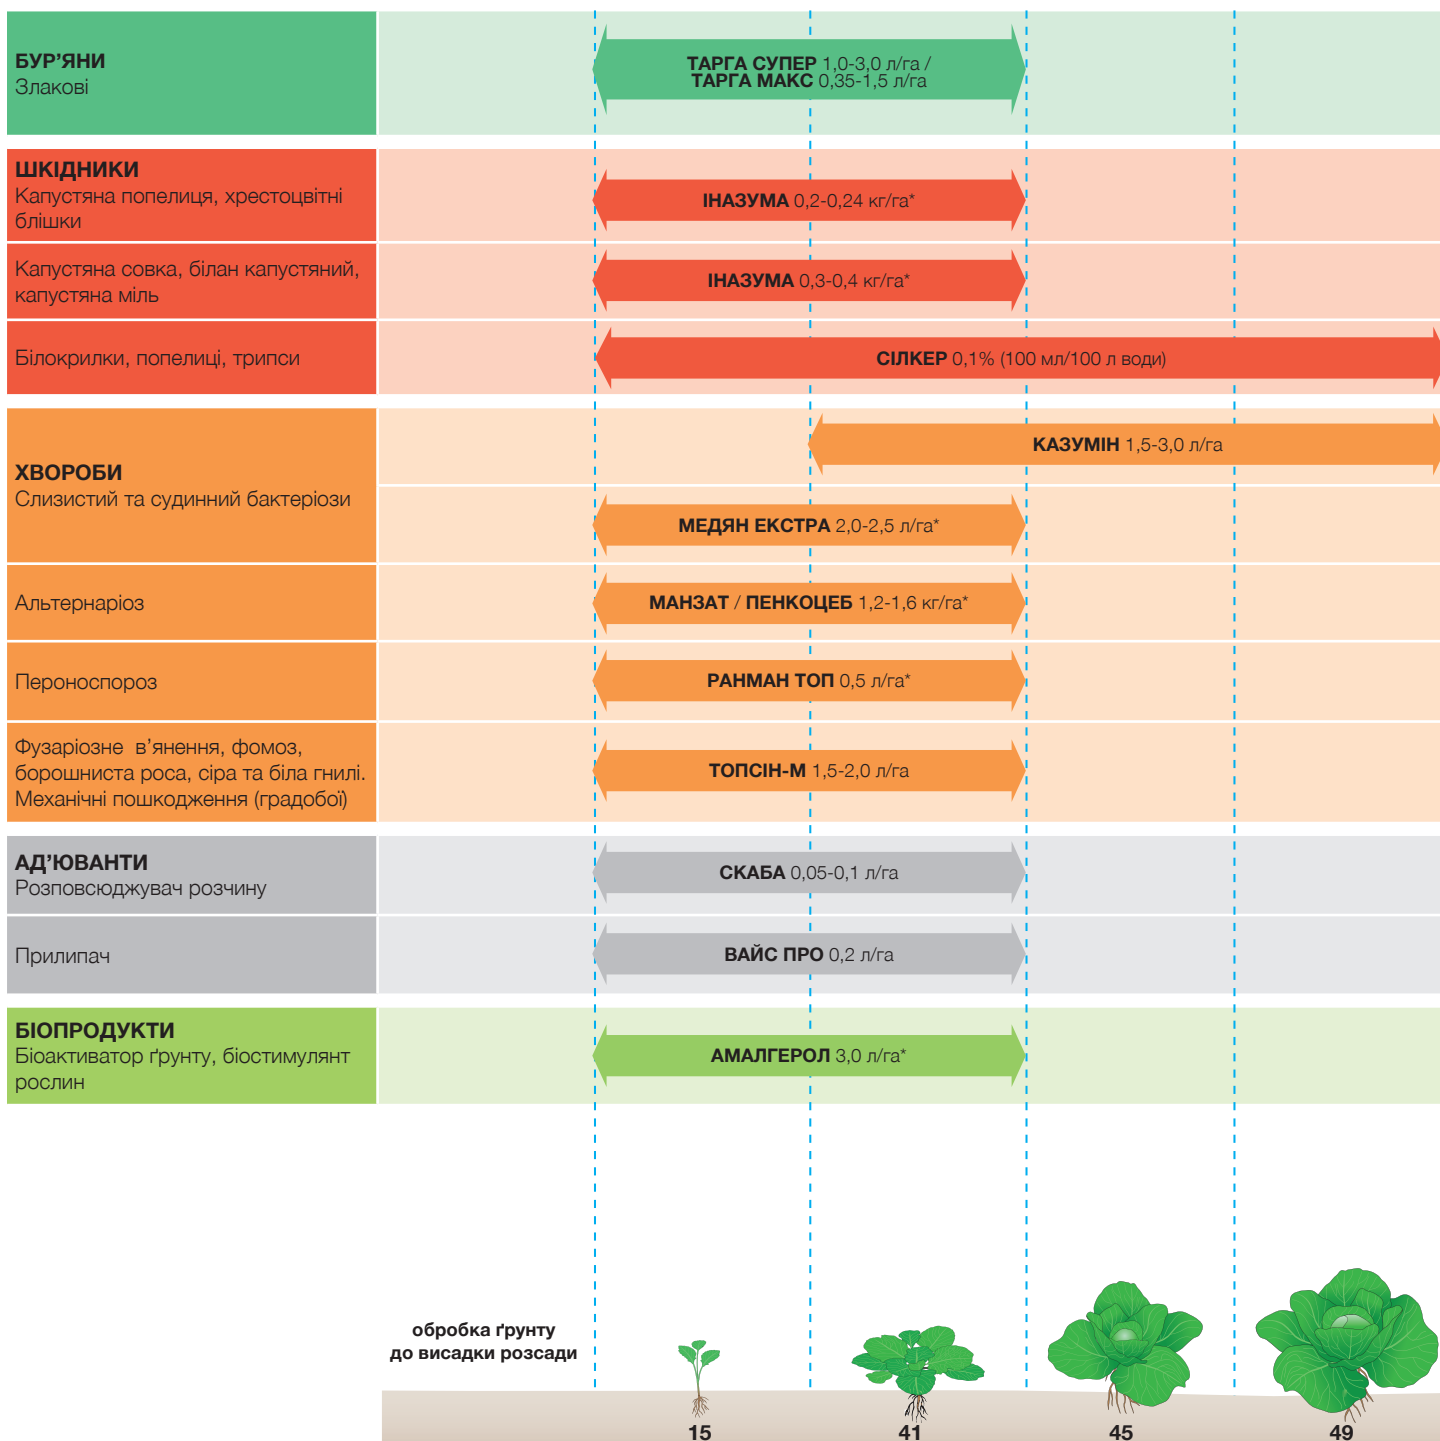 БУР’ЯНИ
Злакові
ТАРГА СУПЕР 1,0-3,0 л/га /
ТАРГА МАКС 0,35-1,5 л/га
ШКІДНИКИ
Капустяна попелиця, хрестоцвітні
блішки
ІНАЗУМА 0,2-0,24 кг/га*
Капустяна совка, білан капустяний,
капустяна міль
ІНАЗУМА 0,3-0,4 кг/га*
Білокрилки, попелиці, трипси
СІЛКЕР 0,1% (100 мл/100 л води)
ХВОРОБИ
Слизистий та судинний бактеріози
КАЗУМІН 1,5-3,0 л/га
МЕДЯН ЕКСТРА 2,0-2,5 л/га*
Альтернаріоз
МАНЗАТ / ПЕНКОЦЕБ 1,2-1,6 кг/га*
Пероноспороз
РАНМАН ТОП 0,5 л/га*
Фузаріозне в’янення, фомоз,
борошниста роса, сіра та біла гнилі.
Механічні пошкодження (градобої)
ТОПСІН-М 1,5-2,0 л/га
АД’ЮВАНТИ
Розповсюджувач розчину
СКАБА 0,05-0,1 л/га
Прилипач
ВАЙС ПРО 0,2 л/га
БІОПРОДУКТИ
Біоактиватор ґрунту, біостимулянт
рослин
АМАЛГЕРОЛ 3,0 л/га*
обробка ґрунту
до висадки розсади
15
41
45
49